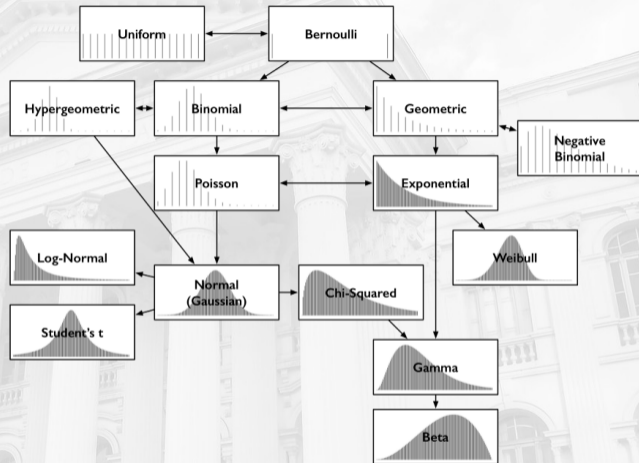 Uniform
Bernoulli
Hypergeometric
Binomial
Geometric
Negative
Binomial
Poisson
Exponential
Log-Normal
Normal
(Gaussian)
Chi-Squared
Weibull
Student's t
Gamma
Beta